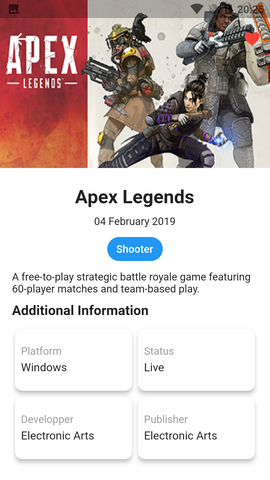 20:25
APEX
LEGENDS
Apex Legends
04 February 2019
Shooter
A free-to-play strategic battle royale game featuring
60-player matches and team-based play.
Additional Information
Platform
Windows
Status
Live
Developper
Electronic Arts
Publisher
Electronic Arts